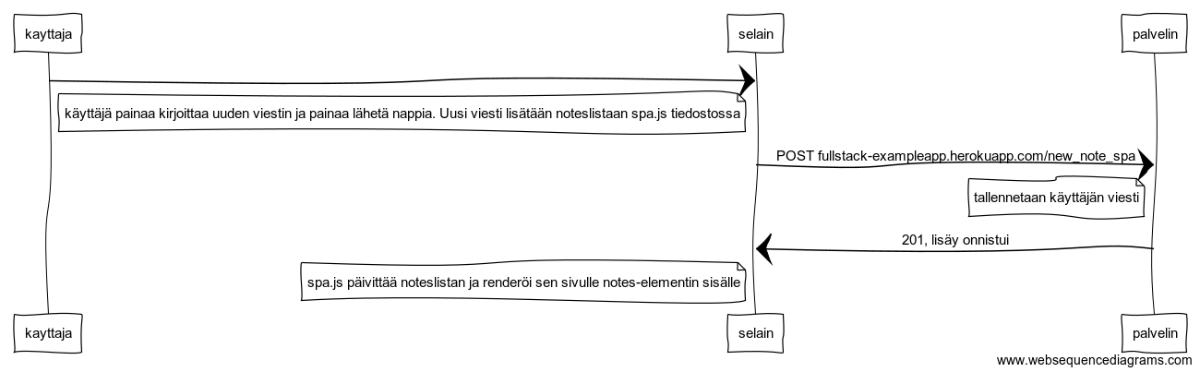 kayttaja selain palvelin
käyttäjä painaa kirjoittaa uuden viestin ja painaa lähetä nappia. Uusi viesti lisätään noteslistaan spa.js tiedostossa
POST fullstack-exampleapp.herokuapp.com/new_note_spa
tallennetaan käyttäjän viesti
201, lisäy onnistui
spa.js päivittää noteslistan ja renderöi sen sivulle notes-elementin sisälle
kayttaja selain palvelin
www.websequencediagrams.com